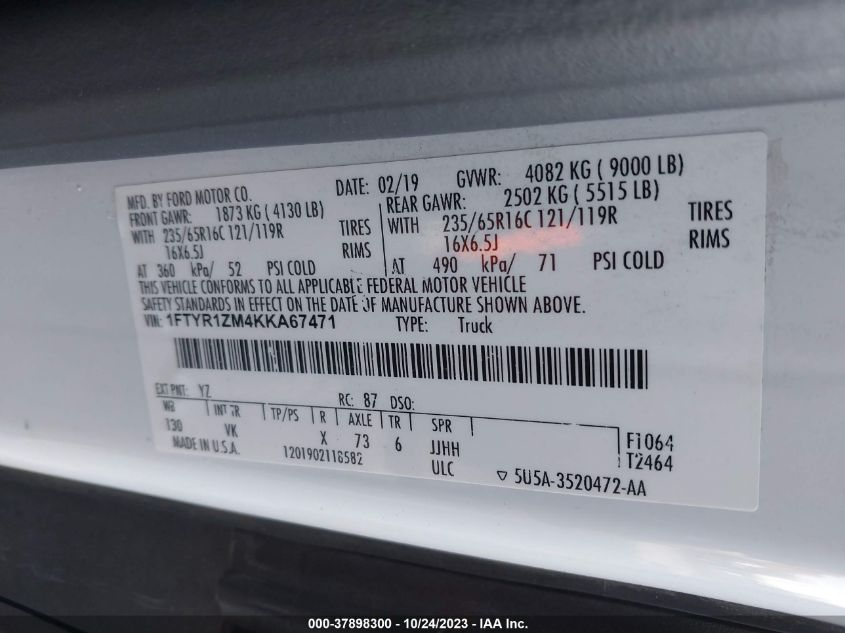 MFD. BY FORD MOTOR CO. DATE: 02/19 GVWR: 4082 KG ( 9000 LB)
FRONT GAWR: 1873 KG ( 4130 LB) REAR GAWR: 2502 KG ( 5515 LB)
WITH 235/65R16C 121/119R TIRES WITH 235/65R16C 121/119R TIRES
16X6.5J RIMS 16X6.5J RIMS
AT 360 kPa/ 52 PSI COLD AT 490 kPa/ 71 PSI COLD
THIS VEHICLE CONFORMS TO ALL APPLICABLE FEDERAL MOTOR VEHICLE
SAFETY STANDARDS IN EFFECT ON THE DATE OF MANUFACTURE SHOWN ABOVE.
VIN: 1FTYR1ZM4KKA67471 TYPE: Truck
EXT PNT: YZ RC: 87 DSO:
WB INT TR TP/PS R AXLE TR SPR
130 VK X 73 6 JJHH F1064
MADE IN U.S.A. 1201902118582 ULC T2464
5U5A-3520472-AA
000-37898300 - 10/24/2023 - IAA Inc.